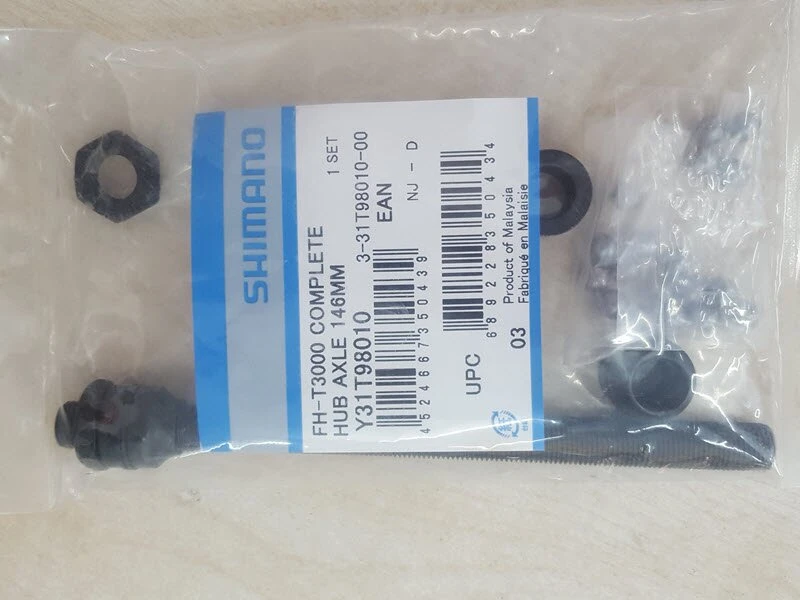 SHIMANO
FH-T3000 COMPLETE
HUB AXLE 146MM 1 SET
Y31T98010 3-31T98010-00
EAN NJ - D
4 524667 350439
UPC
6 89228 35043 4
03 Product of Malaysia
Fabriqué en Malaisie